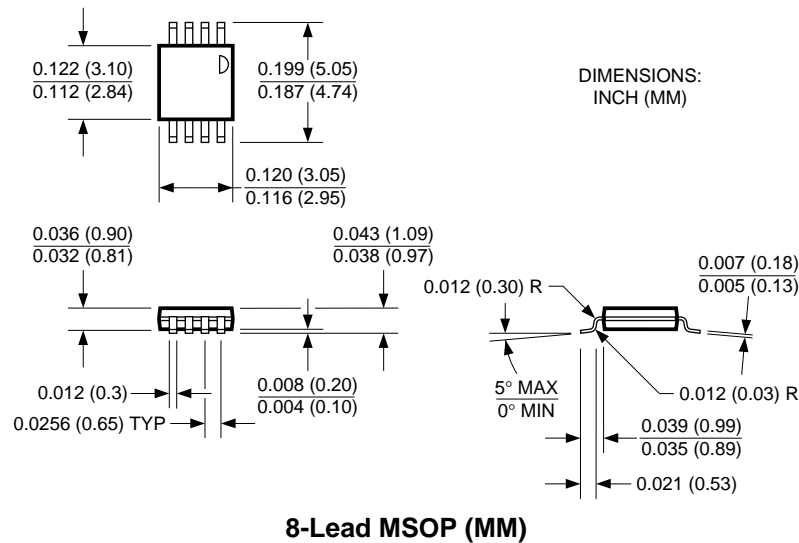 0.122 (3.10)
0.112 (2.84)
0.199 (5.05)
0.187 (4.74)
DIMENSIONS:
INCH (MM)
0.120 (3.05)
0.116 (2.95)
0.036 (0.90)
0.032 (0.81)
0.043 (1.09)
0.038 (0.97)
0.012 (0.30) R
0.007 (0.18)
0.005 (0.13)
0.012 (0.3)
0.008 (0.20)
0.004 (0.10)
0.0256 (0.65) TYP
5° MAX
0° MIN
0.012 (0.03) R
0.039 (0.99)
0.035 (0.89)
0.021 (0.53)
8-Lead MSOP (MM)